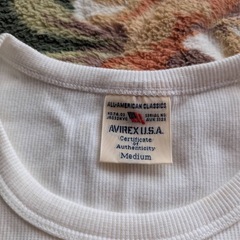 ALL-AMERICAN CLASSICS
AVIREX U.S.A.
Certificate
of
Authenticity
Medium